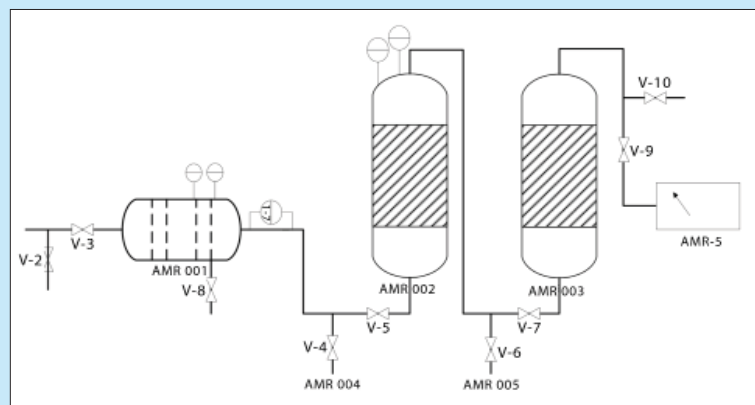 V-10
V-9
AMR-5
V-3
V-2
AMR 001
V-8
AMR 002
AMR 003
V-5
V-7
V-4
V-6
AMR 004
AMR 005